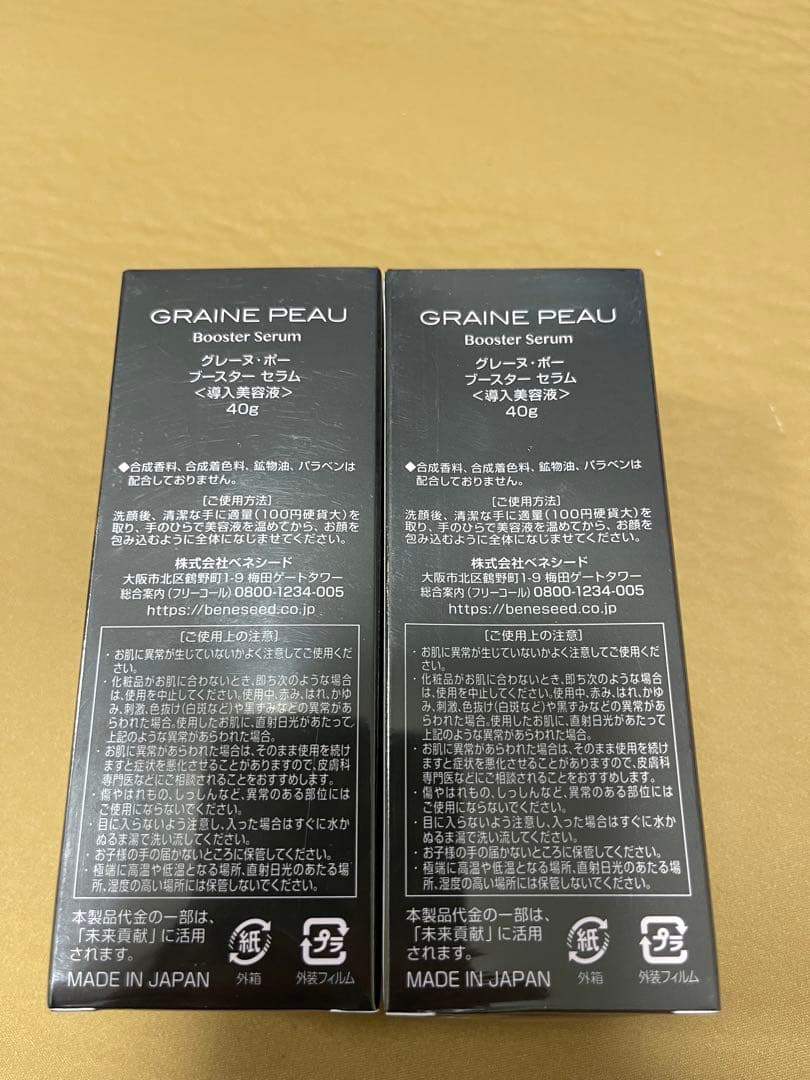 GRAINE PEAU
Booster Serum
グレーヌ・ポー
ブースター セラム
＜導入美容液＞
40g
◆合成香料、合成着色料、鉱物油、パラベンは
配合しておりません。
［ご使用方法］
洗顔後、清潔な手に適量（100円硬貨大）を
取り、手のひらで美容液を温めてから、お顔を
包み込むように全体になじませてください。
株式会社ベネシード
大阪市北区鶴野町1-9 梅田ゲートタワー
総合案内（フリーコール）0800-1234-005
https://beneseed.co.jp
［ご使用上の注意］
・お肌に異常が生じていないかよく注意してご使用くだ
さい。
・化粧品がお肌に合わないとき、即ち次のような場合
は、使用を中止してください。使用中、赤み、はれ、かゆ
み、刺激、色抜け（白斑など）や黒ずみなどの異常があ
らわれた場合。使用したお肌に、直射日光があたって
上記のような異常があらわれた場合。
・お肌に異常があらわれた場合は、そのまま使用を続け
ますと症状を悪化させることがありますので、皮膚科
専門医などにご相談されることをおすすめします。
・傷やはれもの、しっしんなど、異常のある部位には
ご使用にならないでください。
・目に入らないよう注意し、入った場合はすぐに水か
ぬるま湯で洗い流してください。
・お子様の手の届かないところに保管してください。
・極端に高温や低温となる場所、直射日光のあたる場
所、湿度の高い場所には保管しないでください。
本製品代金の一部は、
「未来貢献」に活用
されます。
紙
プラ
外箱
外装フィルム
MADE IN JAPAN
GRAINE PEAU
Booster Serum
グレーヌ・ポー
ブースター セラム
＜導入美容液＞
40g
◆合成香料、合成着色料、鉱物油、パラベンは
配合しておりません。
［ご使用方法］
洗顔後、清潔な手に適量（100円硬貨大）を
取り、手のひらで美容液を温めてから、お顔を
包み込むように全体になじませてください。
株式会社ベネシード
大阪市北区鶴野町1-9 梅田ゲートタワー
総合案内（フリーコール）0800-1234-005
https://beneseed.co.jp
［ご使用上の注意］
・お肌に異常が生じていないかよく注意してご使用くだ
さい。
・化粧品がお肌に合わないとき、即ち次のような場合
は、使用を中止してください。使用中、赤み、はれ、かゆ
み、刺激、色抜け（白斑など）や黒ずみなどの異常があ
らわれた場合。使用したお肌に、直射日光があたって
上記のような異常があらわれた場合。
・お肌に異常があらわれた場合は、そのまま使用を続け
ますと症状を悪化させることがありますので、皮膚科
専門医などにご相談されることをおすすめします。
・傷やはれもの、しっしんなど、異常のある部位には
ご使用にならないでください。
・目に入らないよう注意し、入った場合はすぐに水か
ぬるま湯で洗い流してください。
・お子様の手の届かないところに保管してください。
・極端に高温や低温となる場所、直射日光のあたる場
所、湿度の高い場所には保管しないでください。
本製品代金の一部は、
「未来貢献」に活用
されます。
紙
プラ
外箱
外装フィルム
MADE IN JAPAN